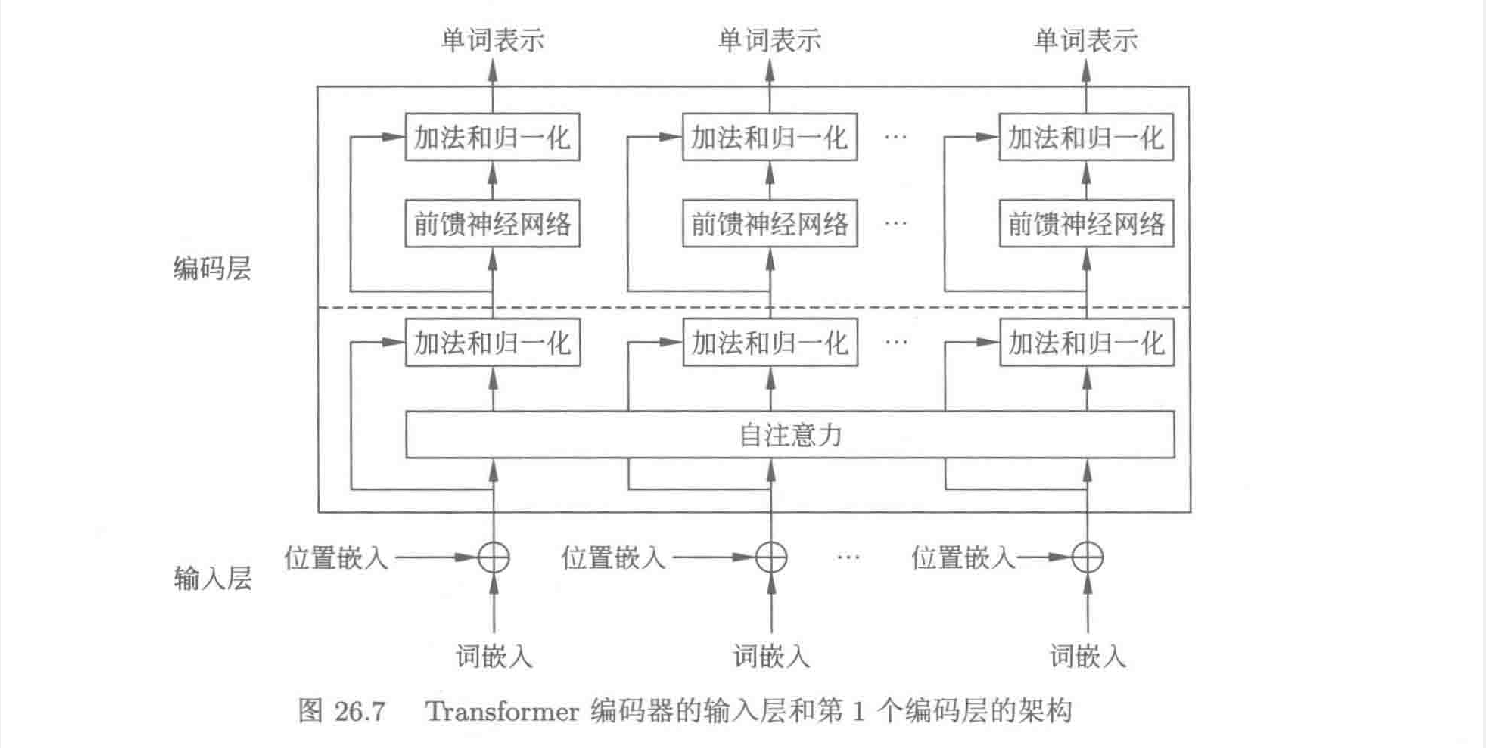 单词表示 单词表示 单词表示
加法和归一化 加法和归一化 … 加法和归一化
前馈神经网络 前馈神经网络 … 前馈神经网络
编码层
加法和归一化 加法和归一化 … 加法和归一化
自注意力
位置嵌入 位置嵌入 … 位置嵌入
输入层
词嵌入 词嵌入 词嵌入
图 26.7 Transformer 编码器的输入层和第 1 个编码层的架构